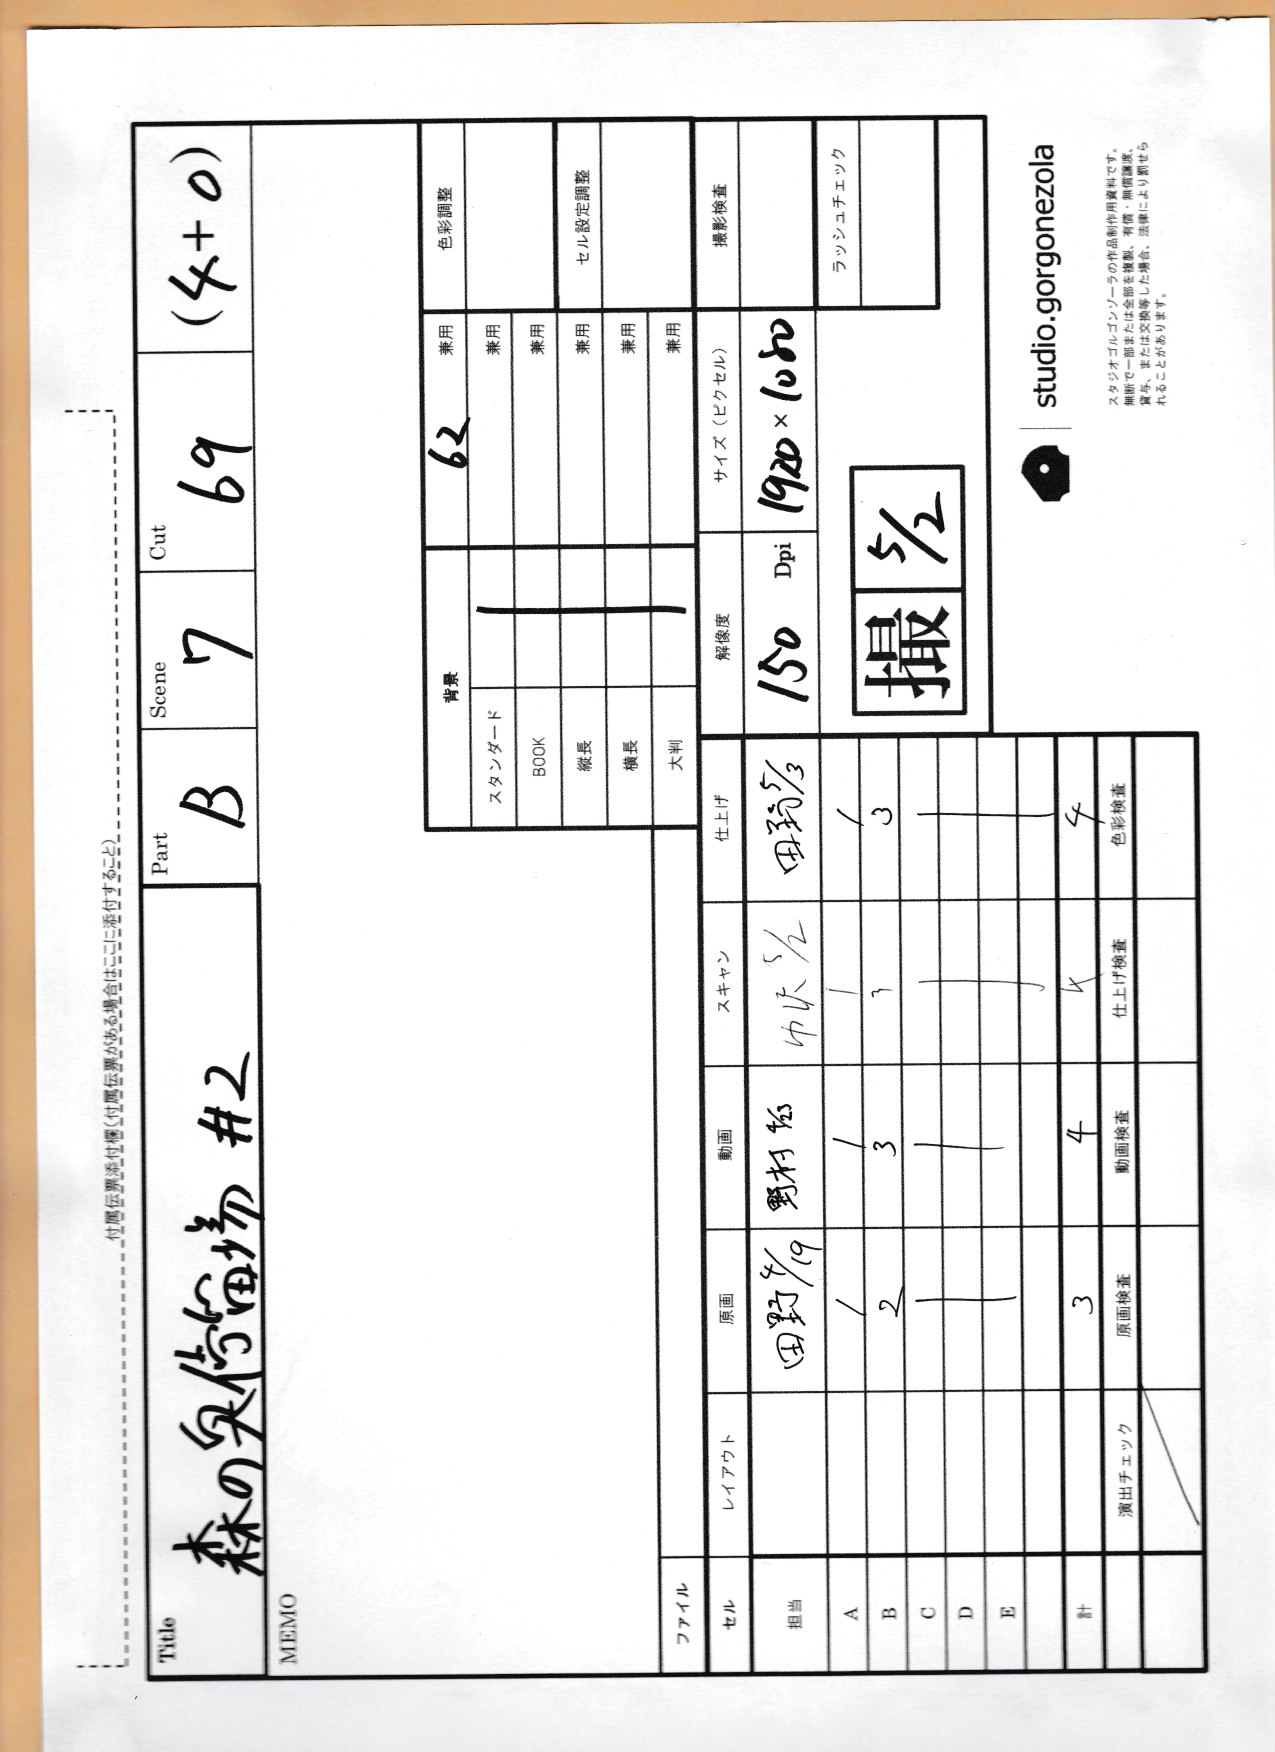 付属伝票添付欄(付属伝票がある場合はここに添付すること)
Title
森の安 #2
Part
B
Scene
7
Cut
69
(4+0)
MEMO
背景
兼用
62
色彩調整
スタンダード
兼用
BOOK
兼用
縦長
兼用
セル設定調整
横長
兼用
大判
兼用
ファイル
セル
レイアウト
原画
動画
スキャン
仕上げ
解像度
サイズ(ピクセル)
撮影検査
150 Dpi
1920×1080
担当
田野 4/19
野村 4/23
5/2
5/3
ラッシュチェック
A
1
1
1
1
B
2
3
3
3
撮
5/2
C
D
E
計
3
4
4
4
演出チェック
原画検査
動画検査
仕上げ検査
色彩検査
studio.gorgonezola
スタジオゴルゴンゾーラの作品制作用資料です。
無断で一部または全部を複製、有償・無償譲渡、
貸与、または交換等した場合、法律により罰せら
れることがあります。